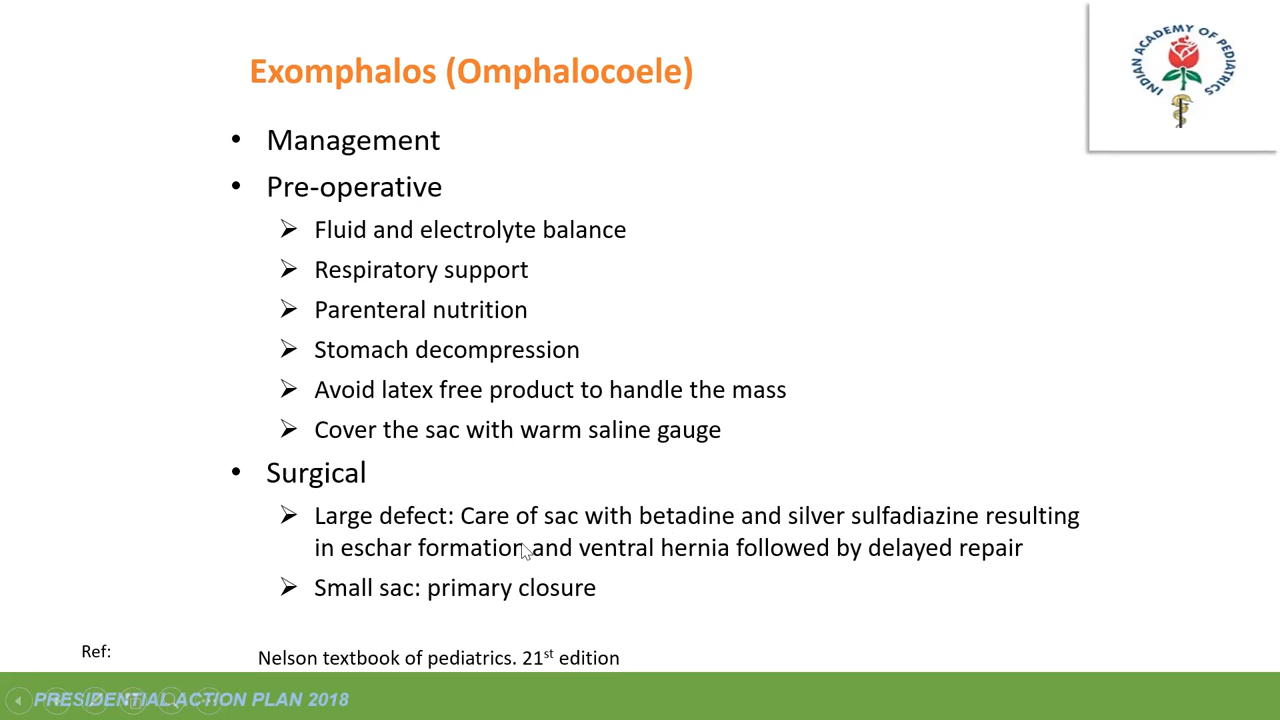 Exomphalos (Omphalocoele)
INDIAN ACADEMY OF PEDIATRICS
• Management
• Pre-operative
➢ Fluid and electrolyte balance
➢ Respiratory support
➢ Parenteral nutrition
➢ Stomach decompression
➢ Avoid latex free product to handle the mass
➢ Cover the sac with warm saline gauge
• Surgical
➢ Large defect: Care of sac with betadine and silver sulfadiazine resulting
in eschar formation and ventral hernia followed by delayed repair
➢ Small sac: primary closure
Ref:
Nelson textbook of pediatrics. 21st edition
PRESIDENTIAL ACTION PLAN 2018